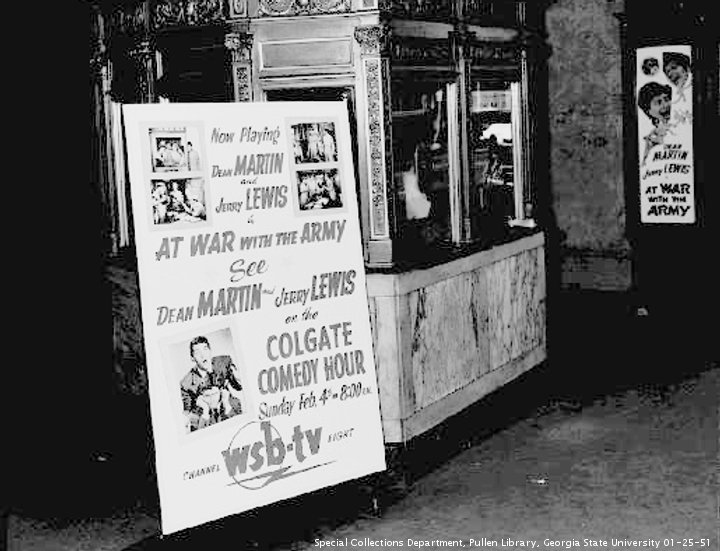 Now Playing
Dean MARTIN
and
Jerry LEWIS
in
AT WAR WITH THE ARMY
See
DEAN MARTIN and JERRY LEWIS
on the
COLGATE
COMEDY HOUR
Sunday Feb. 4th - 8:00 P.M.
CHANNEL wsb-tv EIGHT
DEAN
MARTIN
Jerry LEWIS
AT WAR
WITH THE
ARMY
Special Collections Department, Pullen Library, Georgia State University 01-25-51